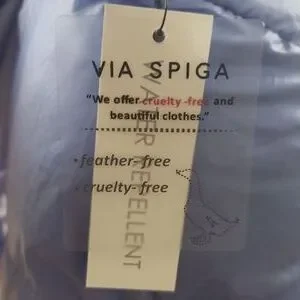 VIA SPIGA
“We offer cruelty-free and
beautiful clothes.”
• feather-free
• cruelty-free
WATER REPELLENT